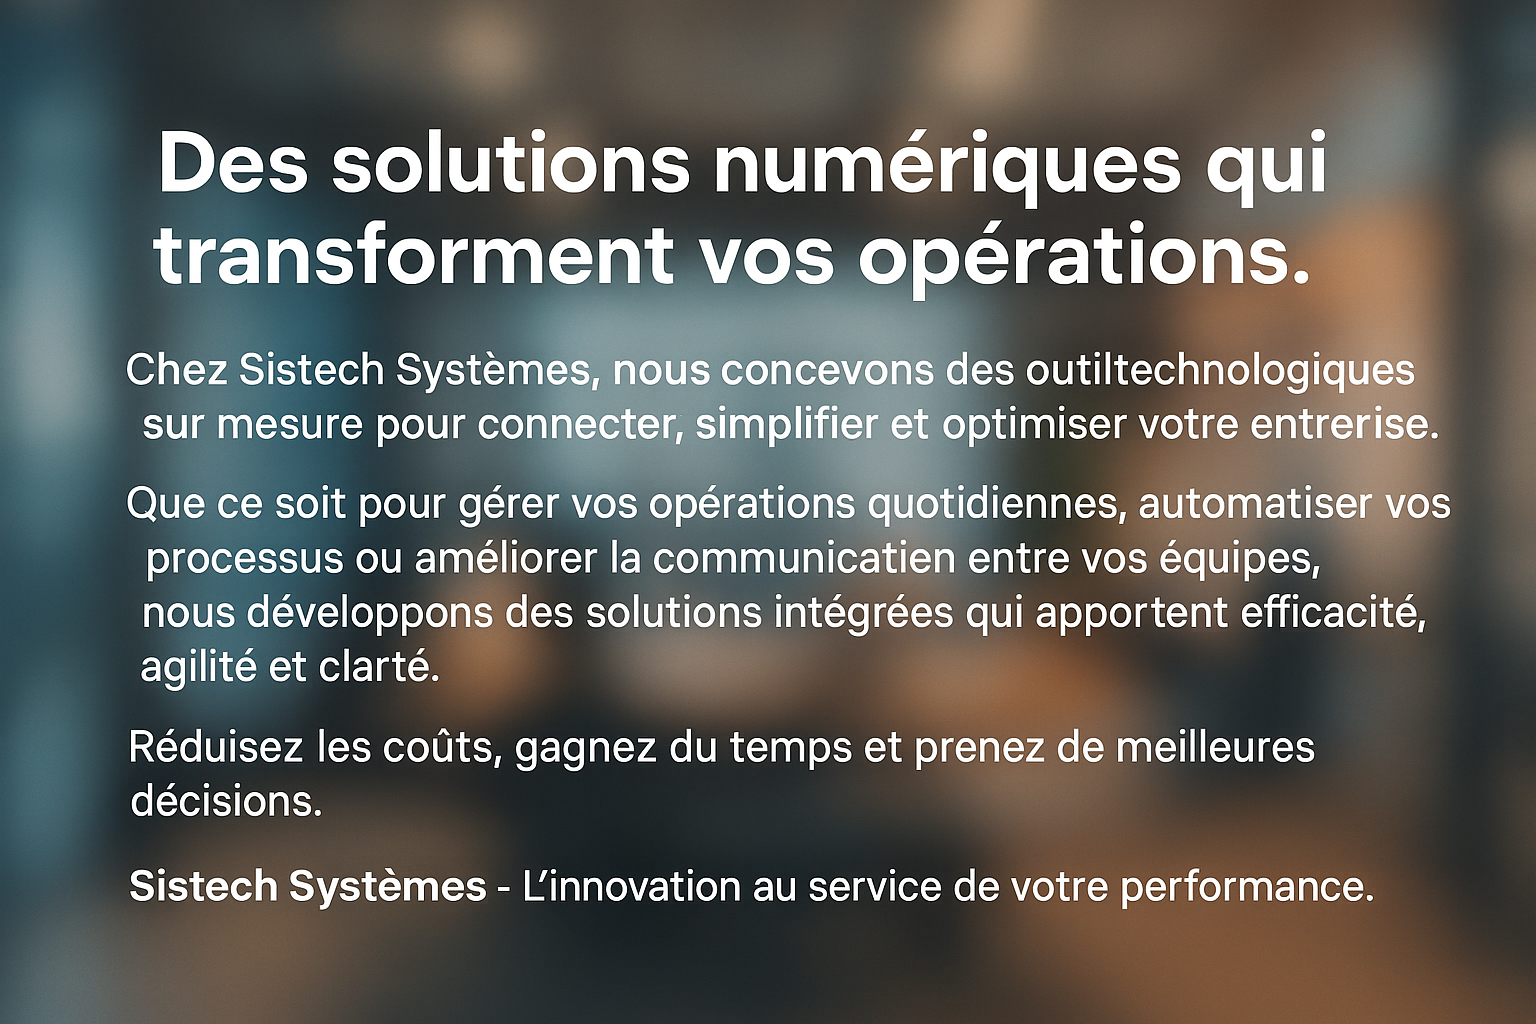 Des solutions numériques qui
transforment vos opérations.
Chez Sistech Systèmes, nous concevons des outiltechnologiques
sur mesure pour connecter, simplifier et optimiser votre entrerise.
Que ce soit pour gérer vos opérations quotidiennes, automatiser vos
processus ou améliorer la communicatien entre vos équipes,
nous développons des solutions intégrées qui apportent efficacité,
agilité et clarté.
Réduisez les coûts, gagnez du temps et prenez de meilleures
décisions.
Sistech Systèmes - L’innovation au service de votre performance.